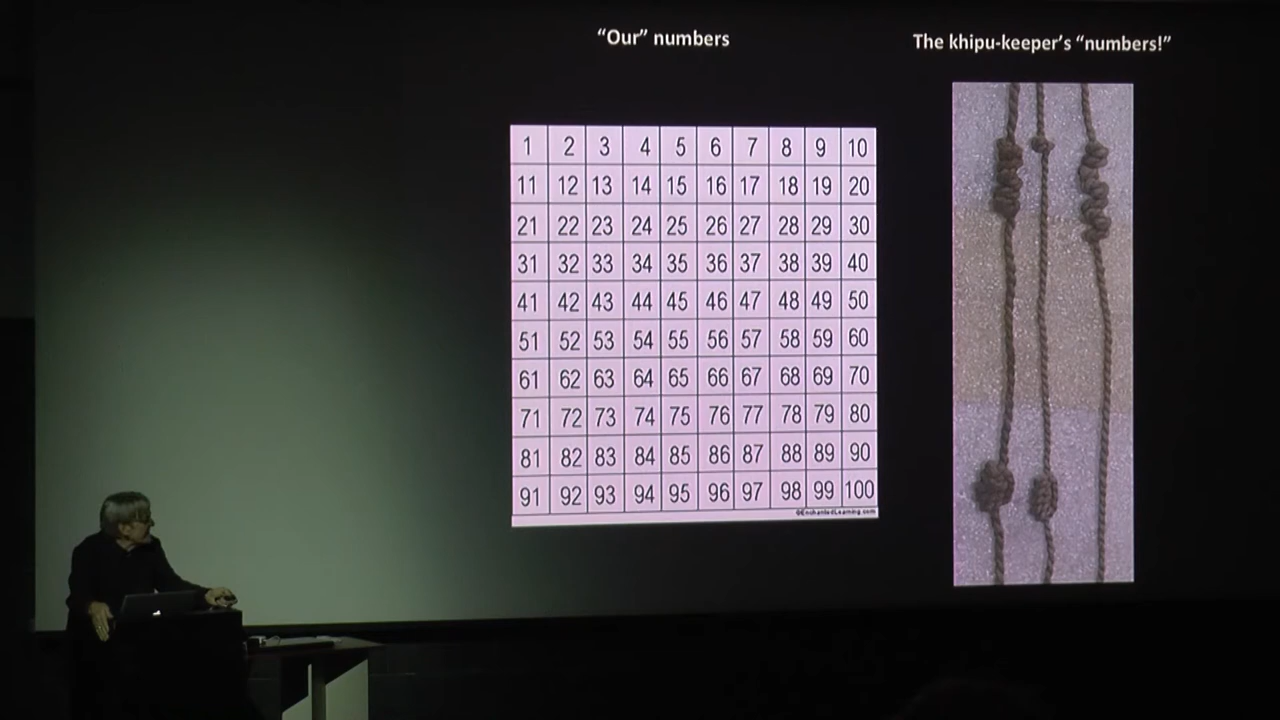 “Our” numbers
The khipu-keeper’s “numbers!”
1 2 3 4 5 6 7 8 9 10
11 12 13 14 15 16 17 18 19 20
21 22 23 24 25 26 27 28 29 30
31 32 33 34 35 36 37 38 39 40
41 42 43 44 45 46 47 48 49 50
51 52 53 54 55 56 57 58 59 60
61 62 63 64 65 66 67 68 69 70
71 72 73 74 75 76 77 78 79 80
81 82 83 84 85 86 87 88 89 90
91 92 93 94 95 96 97 98 99 100
©EnchantedLearning.com